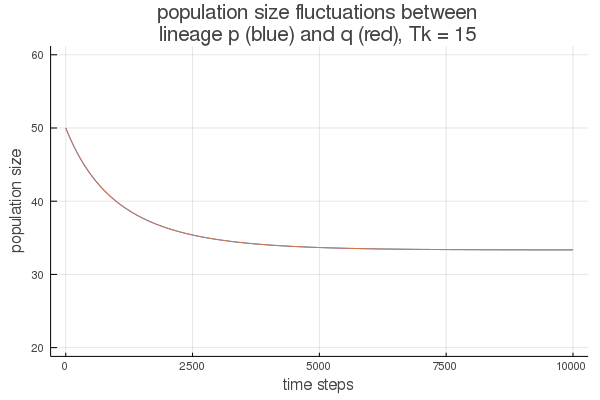 population size fluctuations between
lineage p (blue) and q (red), Tk = 15
60
50
40
30
20
population size
0 2500 5000 7500 10000
time steps